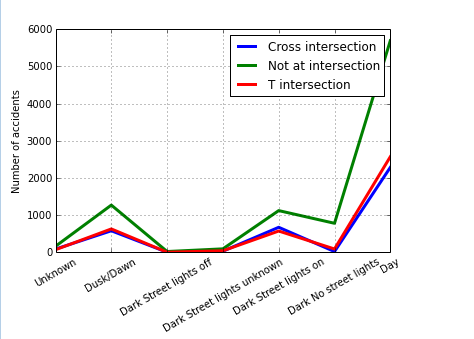 6000
5000
4000
3000
2000
1000
0
Number of accidents
Cross intersection
Not at intersection
T intersection
Unknown
Dusk/Dawn
Dark Street lights off
Dark Street lights unknown
Dark Street lights on
Dark No street lights
Day